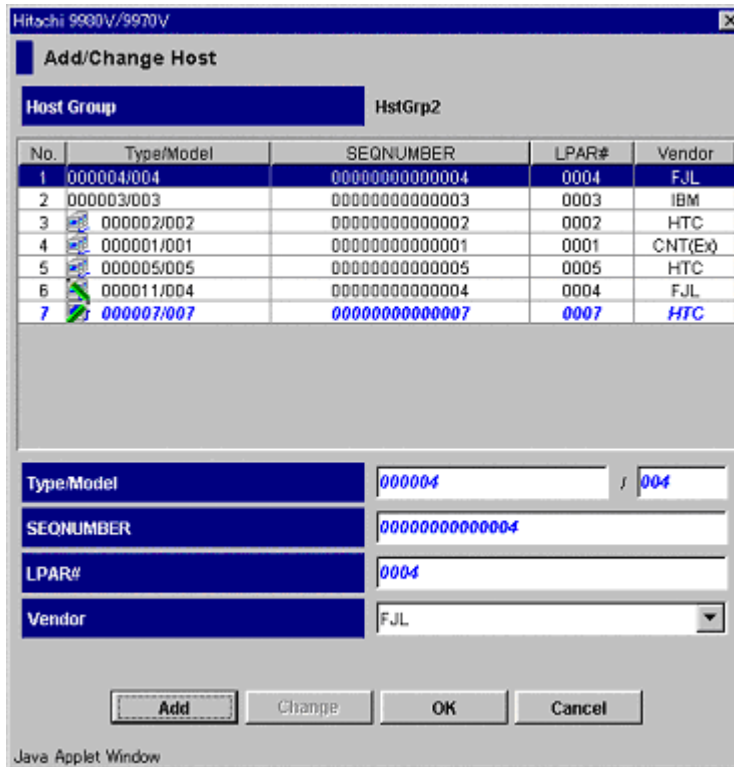 Hitachi 9980V/9970V
Add/Change Host
Host Group HstGrp2
No. Type/Model SEQNUMBER LPAR# Vendor
1 000004/004 00000000000004 0004 FJL
2 000003/003 00000000000003 0003 IBM
3 000002/002 00000000000002 0002 HTC
4 000001/001 00000000000001 0001 CNT(Ex)
5 000005/005 00000000000005 0005 HTC
6 000011/004 00000000000004 0004 FJL
7 000007/007 00000000000007 0007 HTC
Type/Model 000004 / 004
SEQNUMBER 00000000000004
LPAR# 0004
Vendor FJL
Add Change OK Cancel
Java Applet Window